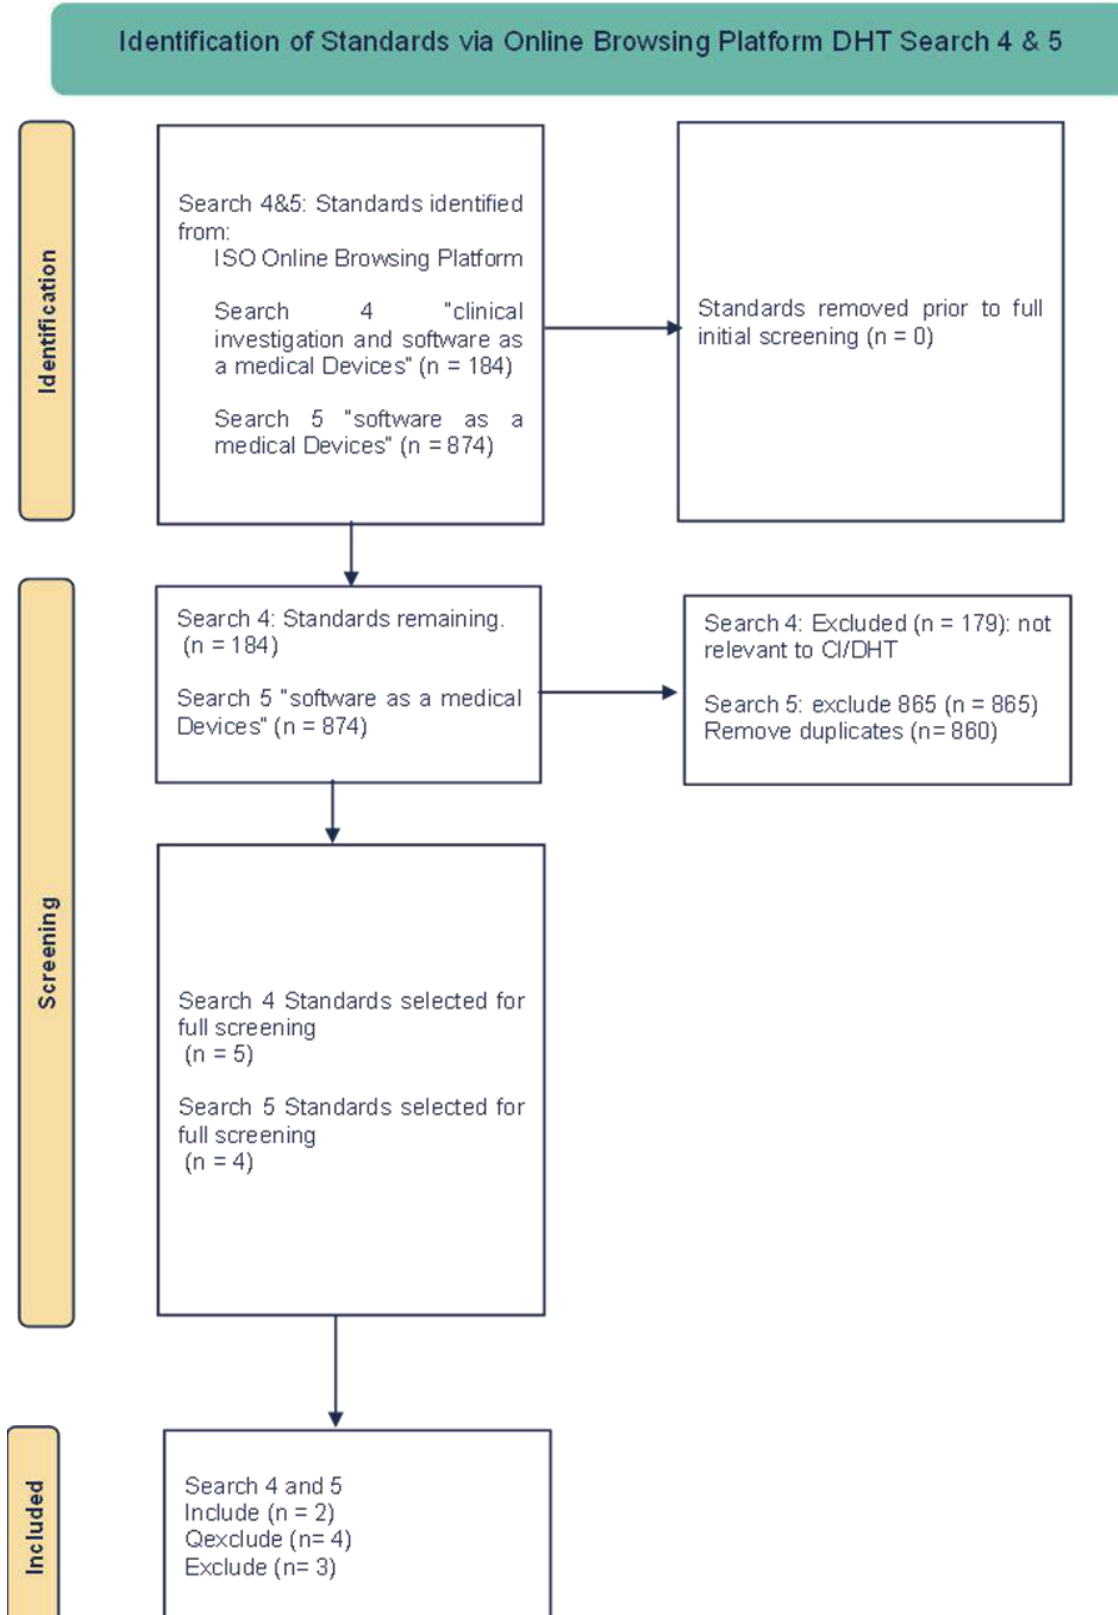 Identification of Standards via Online Browsing Platform DHT Search 4 & 5
Identification
Search 4&5: Standards identified
from:
ISO Online Browsing Platform
Search 4 "clinical
investigation and software as
a medical Devices" (n = 184)
Search 5 "software as a
medical Devices" (n = 874)
Standards removed prior to full
initial screening (n = 0)
Screening
Search 4: Standards remaining.
(n = 184)
Search 5 "software as a medical
Devices" (n = 874)
Search 4: Excluded (n = 179): not
relevant to CI/DHT
Search 5: exclude 865 (n = 865)
Remove duplicates (n= 860)
Search 4 Standards selected for
full screening
(n = 5)
Search 5 Standards selected for
full screening
(n = 4)
Included
Search 4 and 5
Include (n = 2)
Qexclude (n= 4)
Exclude (n= 3)